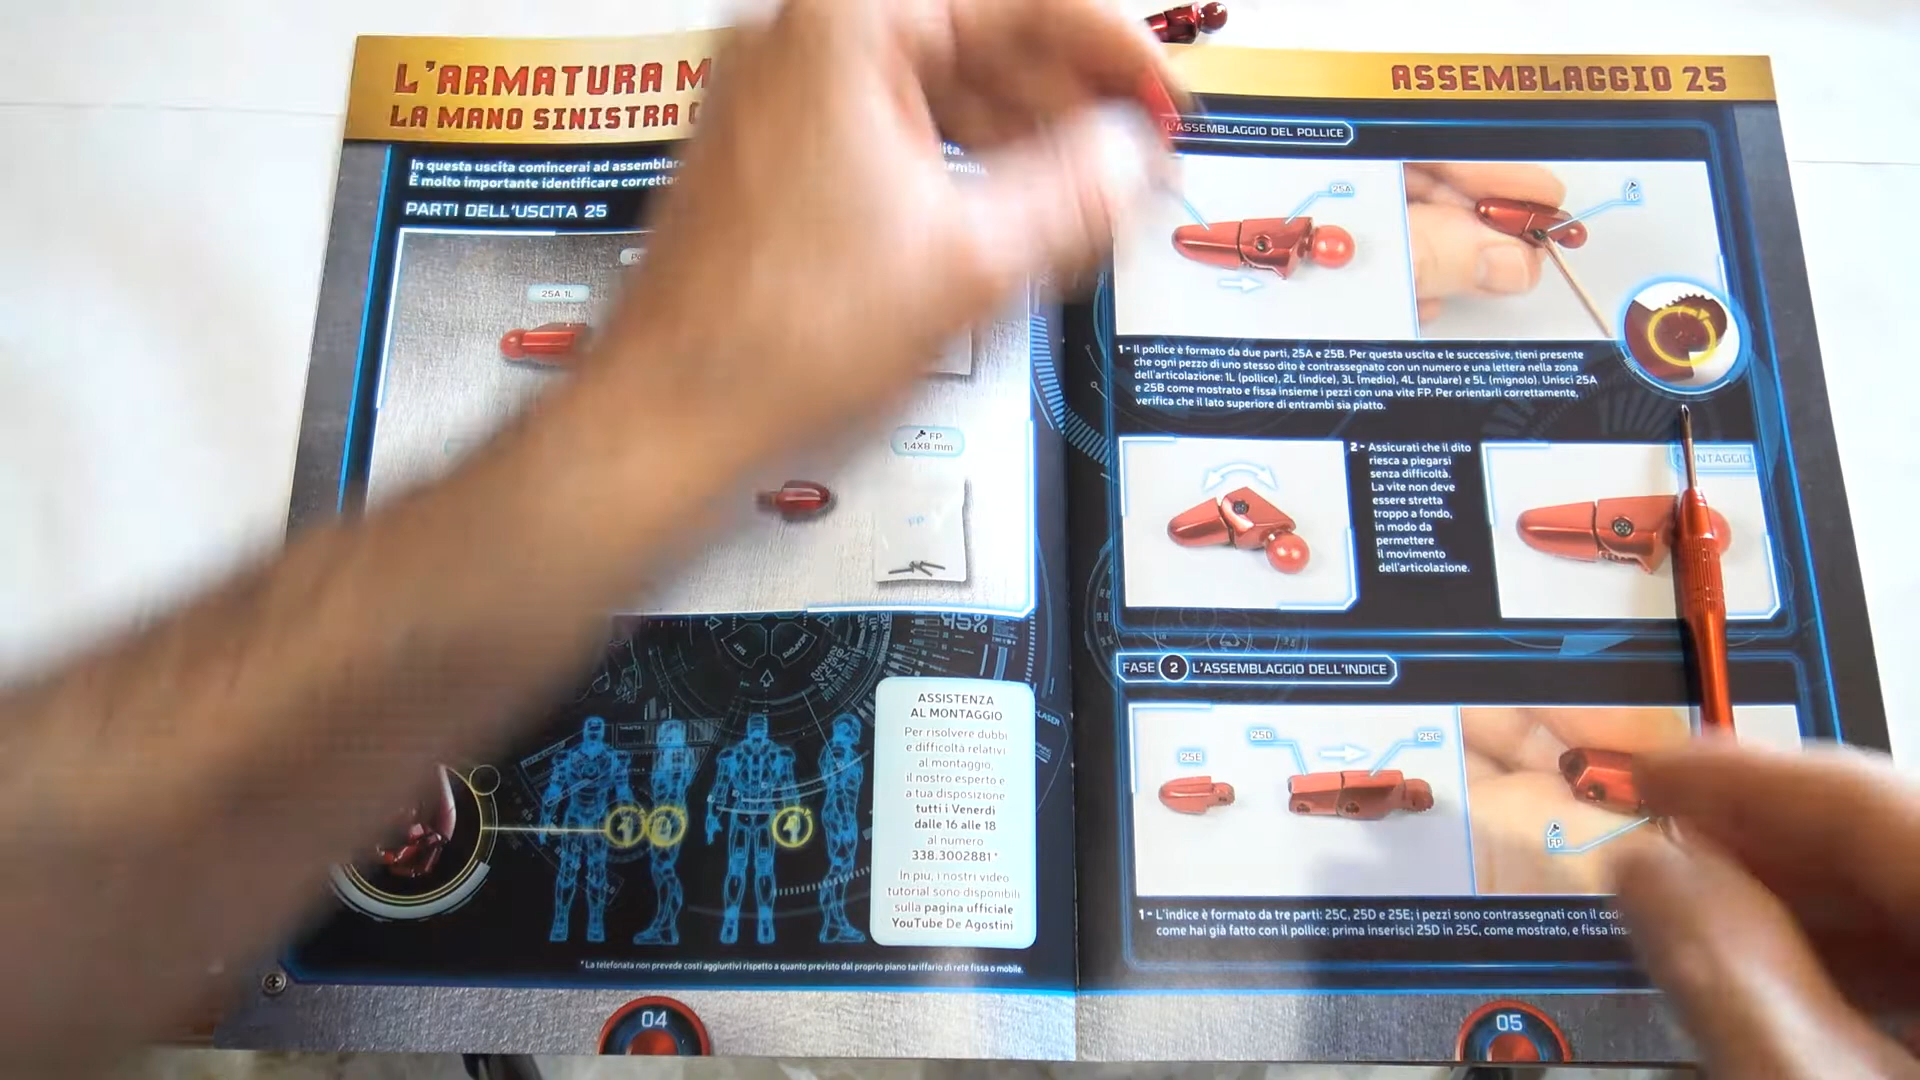 L'ARMATURA
LA MANO SINISTRA
In questa uscita comincerai ad assemblare
È molto importante identificare
PARTI DELL'USCITA 25
25A 1L
FP
1,4X8 mm
FP
ASSISTENZA
AL MONTAGGIO
Per risolvere dubbi
e difficoltà relativi
al montaggio,
il nostro esperto è
a tua disposizione
tutti i Venerdì
dalle 16 alle 18
al numero
338.3002881*
In più, i nostri video
tutorial sono disponibili
sulla pagina ufficiale
YouTube De Agostini
* La telefonata non prevede costi aggiuntivi rispetto a quanto previsto dal proprio piano tariffario di rete fissa o mobile.
04
ASSEMBLAGGIO 25
L'ASSEMBLAGGIO DEL POLLICE
25A
FP
1 - Il pollice è formato da due parti, 25A e 25B. Per questa uscita e le successive, tieni presente
che ogni pezzo di uno stesso dito è contrassegnato con un numero e una lettera nella zona
dell'articolazione: 1L (pollice), 2L (indice), 3L (medio), 4L (anulare) e 5L (mignolo). Unisci 25A
e 25B come mostrato e fissa insieme i pezzi con una vite FP. Per orientarli correttamente,
verifica che il lato superiore di entrambi sia piatto.
2 - Assicurati che il dito
riesca a piegarsi
senza difficoltà.
La vite non deve
essere stretta
troppo a fondo,
in modo da
permettere
il movimento
dell'articolazione.
MONTAGGIO
FASE 2 L'ASSEMBLAGGIO DELL'INDICE
25E
25D
25C
FP
1 - L'indice è formato da tre parti: 25C, 25D e 25E; i pezzi sono contrassegnati con il
come hai già fatto con il pollice: prima inserisci 25D in 25C, come mostrato, e fissa
05